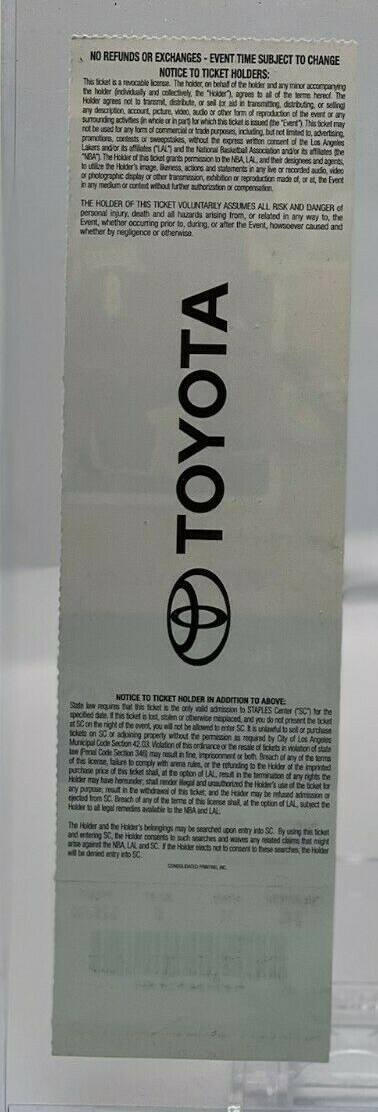 NO REFUNDS OR EXCHANGES - EVENT TIME SUBJECT TO CHANGE
NOTICE TO TICKET HOLDERS:
This ticket is a revocable license. The holder, on behalf of the holder and any minor accompanying
the holder (individually and collectively, the "Holder"), agrees to all of the terms hereof. The
Holder agrees not to transmit, distribute, or sell (or aid in transmitting, distributing, or selling)
any description, account, picture, video, audio or other form of reproduction of the event or any
surrounding activities (in whole or in part) for which this ticket is issued (the "Event"). This ticket may
not be used for any form of commercial or trade purposes, including, but not limited to, advertising,
promotions, contests or sweepstakes, without the express written consent of the Los Angeles
Lakers and/or its affiliates ("LAL") and the National Basketball Association and/or its affiliates (the
"NBA"). The Holder of this ticket grants permission to the NBA, LAL, and their designees and agents,
to utilize the Holder's image, likeness, actions and statements in any live or recorded audio, video
or photographic display or other transmission, exhibition or reproduction made of, or at, the Event
in any medium or context without further authorization or compensation.
THE HOLDER OF THIS TICKET VOLUNTARILY ASSUMES ALL RISK AND DANGER of
personal injury, death and all hazards arising from, or related in any way to, the
Event, whether occurring prior to, during, or after the Event, howsoever caused and
whether by negligence or otherwise.
TOYOTA
NOTICE TO TICKET HOLDER IN ADDITION TO ABOVE:
State law requires that this ticket is the only valid admission to STAPLES Center ("SC") for the
specified date. If this ticket is lost, stolen or otherwise misplaced, and you do not present the ticket
at SC on the night of the event, you will not be allowed to enter SC. It is unlawful to sell or purchase
tickets on SC or adjoining property without the permission as required by City of Los Angeles
Municipal Code Section 42.03. Violation of this ordinance or the resale of tickets in violation of state
law (Penal Code Section 346) may result in fine, imprisonment or both. Breach of any of the terms
of this license, failure to comply with arena rules, or the refunding to the Holder of the imprinted
purchase price of this ticket shall, at the option of LAL, result in the termination of any rights the
Holder may have hereunder; shall render illegal and unauthorized the Holder's use of the ticket for
any purpose; result in the withdrawal of this ticket, and the Holder may be refused admission or
ejected from SC. Breach of any of the terms of this license shall, at the option of LAL, subject the
Holder to all legal remedies available to the NBA and LAL.
The Holder and the Holder's belongings may be searched upon entry into SC. By using this ticket
and entering SC, the Holder consents to such searches and waives any related claims that might
arise against the NBA, LAL and SC. If the Holder elects not to consent to these searches, the Holder
will be denied entry into SC.
CONSOLIDATED PRINTING, INC.